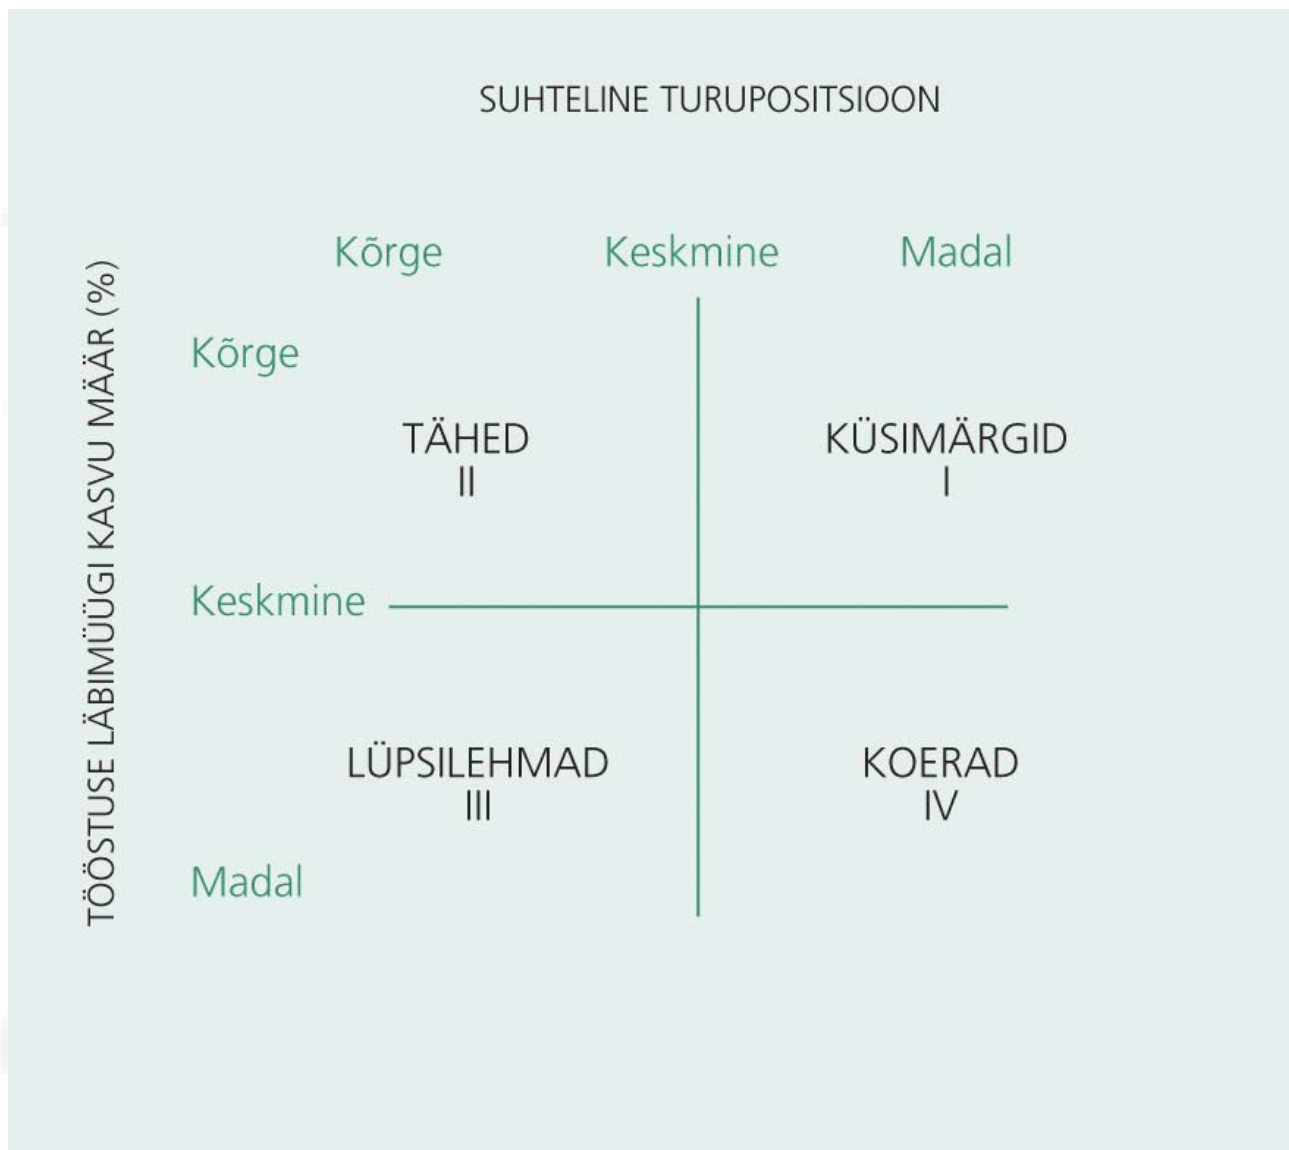 SUHTELINE TURUPOSITSIOON
Kõrge Keskmine Madal
TÖÖSTUSE LÄBIMÜÜGI KASVU MÄÄR (%)
Kõrge
TÄHED KÜSIMÄRGID
II I
Keskmine
LÜPSILEHMAD KOERAD
III IV
Madal